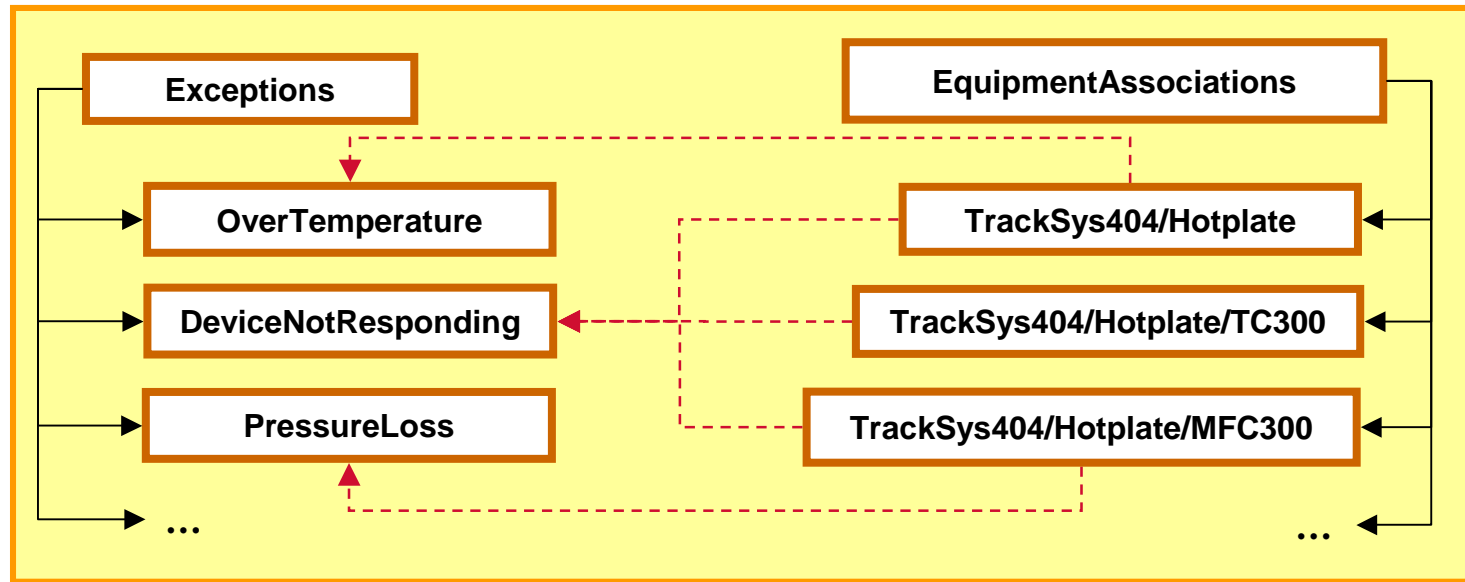 Exceptions
EquipmentAssociations
OverTemperature
TrackSys404/Hotplate
DeviceNotResponding
TrackSys404/Hotplate/TC300
PressureLoss
TrackSys404/Hotplate/MFC300
...
...